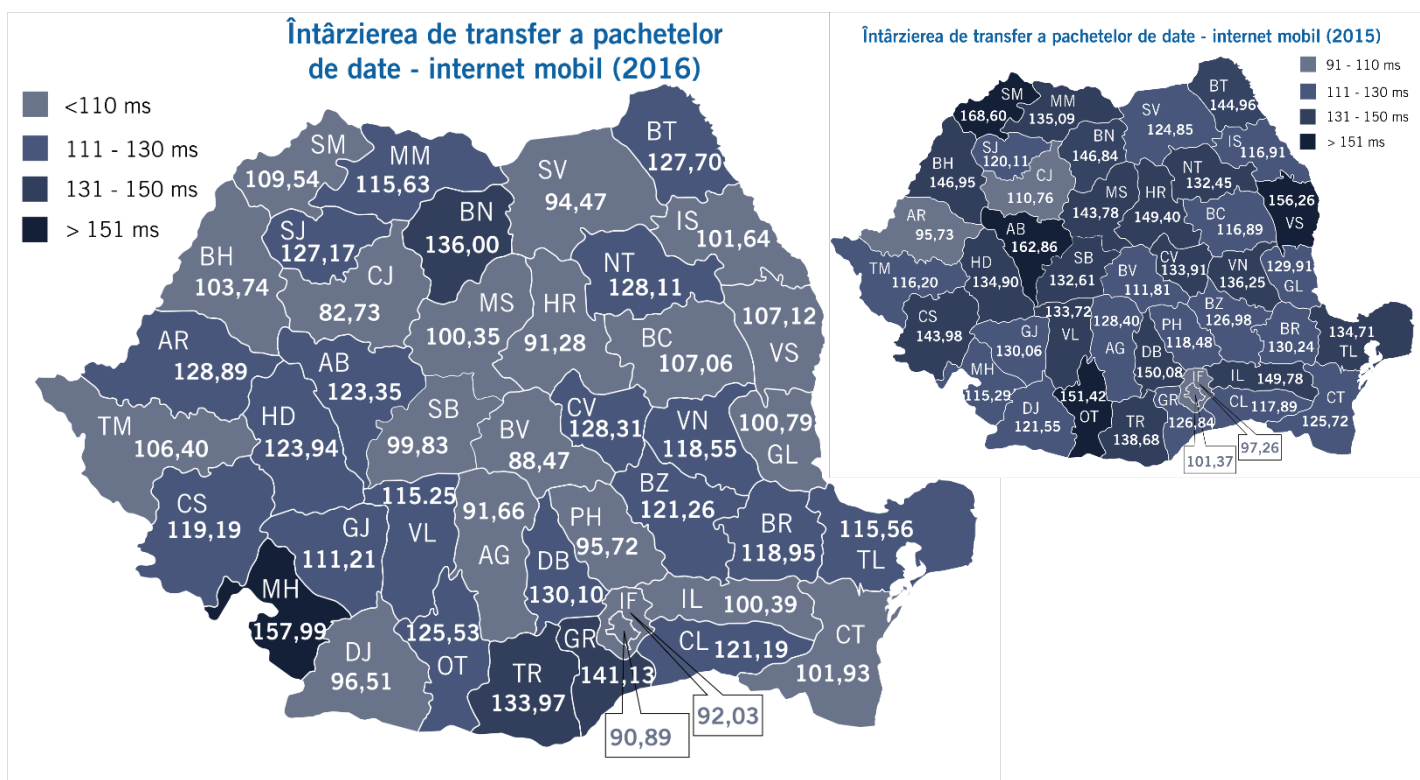 Întârzierea de transfer a pachetelor
de date - internet mobil (2016)
<110 ms
111 - 130 ms
131 - 150 ms
> 151 ms
SM
109,54
MM
115,63
BT
127,70
SV
94,47
BN
136,00
IS
101,64
SJ
127,17
BH
103,74
CJ
82,73
NT
128,11
MS
100,35
HR
91,28
107,12
VS
BC
107,06
AR
128,89
AB
123,35
HD
123,94
SB
99,83
BV
88,47
CV
128,31
VN
118,55
100,79
GL
TM
106,40
CS
119,19
GJ
111,21
115.25
VL
91,66
AG
PH
95,72
BZ
121,26
BR
118,95
115,56
TL
DB
130,10
MH
157,99
IF
IL 100,39
CT
101,93
DJ
96,51
125,53
OT
TR
133,97
GR
141,13
CL 121,19
92,03
90,89
Întârzierea de transfer a pachetelor de date - internet mobil (2015)
91 - 110 ms
111 - 130 ms
131 - 150 ms
> 151 ms
SM
168,60
MM
135,09
BT
144,96
SV
124,85
IS
116,91
SJ
120,11
BN
146,84
BH
146,95
CJ
110,76
NT
132,45
MS
143,78
HR
149,40
BC
116,89
156,26
VS
AR
95,73
AB
162,86
TM
116,20
HD
134,90
SB
132,61
BV
111,81
CV
133,91
VN
136,25
129,91
GL
CS
143,98
GJ
130,06
133,72
VL
128,40
AG
PH
118,48
BZ
126,98
BR
130,24
134,71
TL
DB
150,08
MH
115,29
IF
IL
149,78
DJ
121,55
151,42
OT
TR
138,68
GR
126,84
CL 117,89
CT
125,72
97,26
101,37